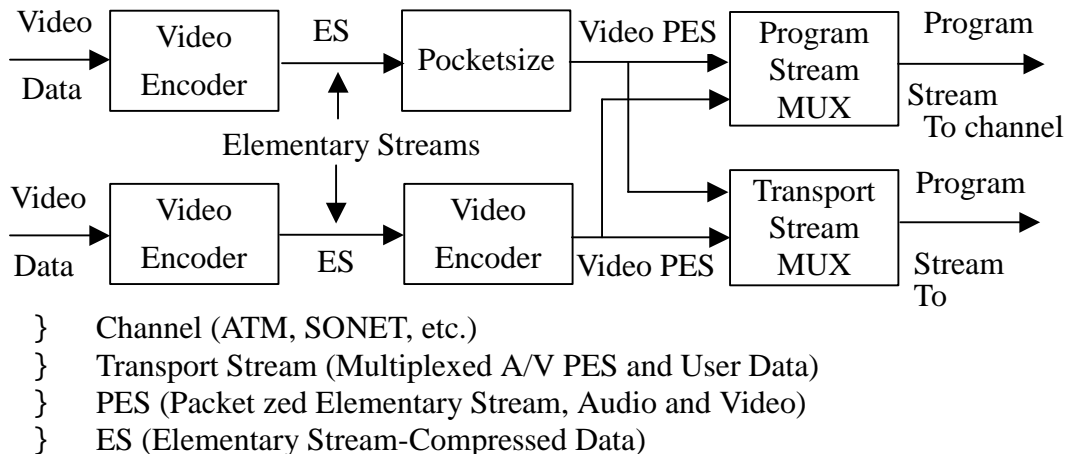 Video
Data
Video
Encoder
ES
Pocketsize
Video PES
Program
Stream
MUX
Program
Stream
To channel
Elementary Streams
Video
Data
Video
Encoder
ES
Video
Encoder
Video PES
Transport
Stream
MUX
Program
Stream
To
} Channel (ATM, SONET, etc.)
} Transport Stream (Multiplexed A/V PES and User Data)
} PES (Packet zed Elementary Stream, Audio and Video)
} ES (Elementary Stream-Compressed Data)